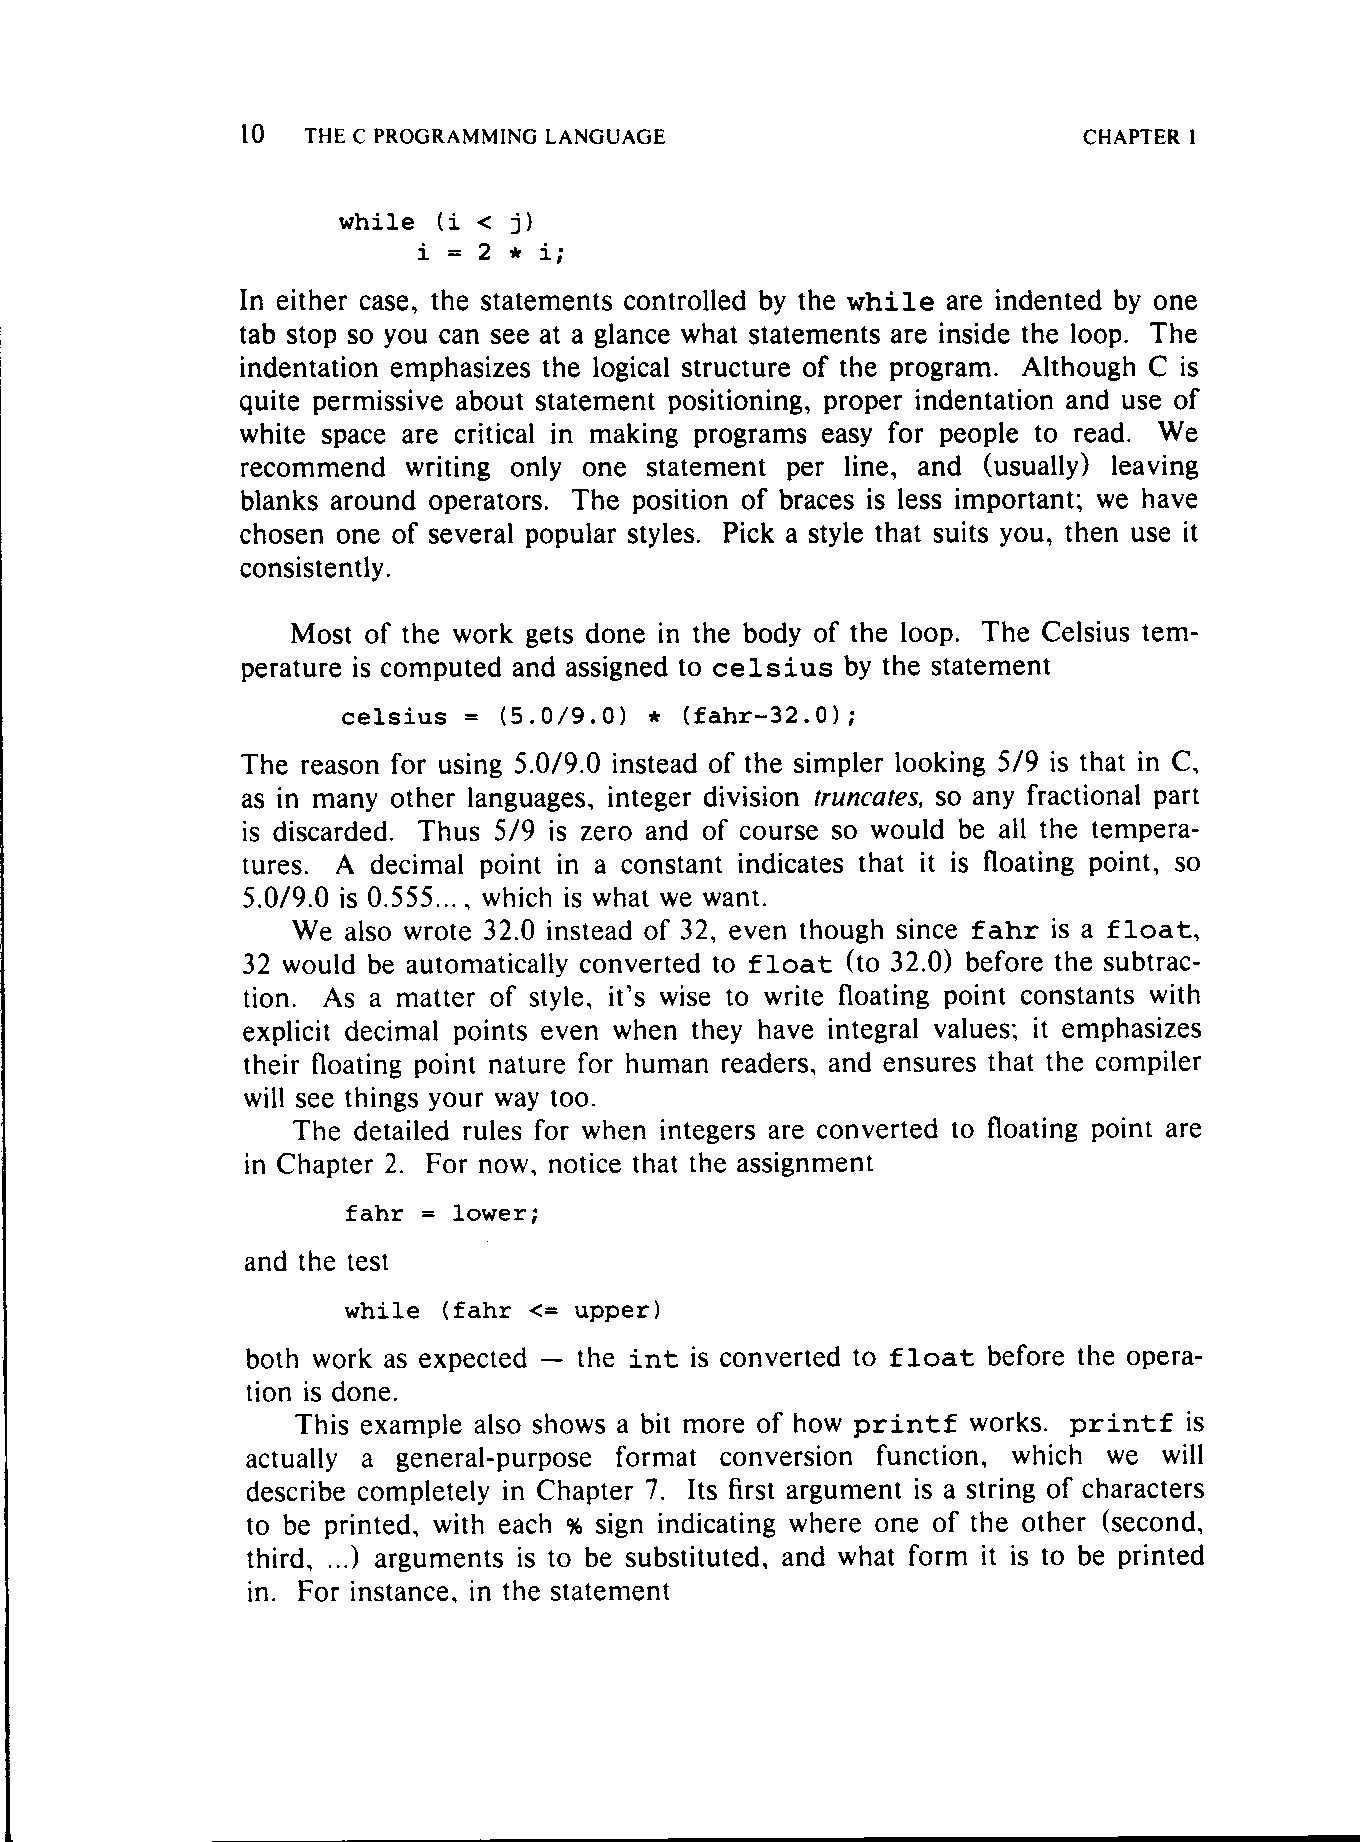 10 THE C PROGRAMMING LANGUAGE CHAPTER 1
while (i < j)
i = 2 * i;
In either case, the statements controlled by the while are indented by one
tab stop so you can see at a glance what statements are inside the loop. The
indentation emphasizes the logical structure of the program. Although C is
quite permissive about statement positioning, proper indentation and use of
white space are critical in making programs easy for people to read. We
recommend writing only one statement per line, and (usually) leaving
blanks around operators. The position of braces is less important; we have
chosen one of several popular styles. Pick a style that suits you, then use it
consistently.
Most of the work gets done in the body of the loop. The Celsius tem-
perature is computed and assigned to celsius by the statement
celsius = (5.0/9.0) * (fahr-32.0);
The reason for using 5.0/9.0 instead of the simpler looking 5/9 is that in C,
as in many other languages, integer division truncates, so any fractional part
is discarded. Thus 5/9 is zero and of course so would be all the tempera-
tures. A decimal point in a constant indicates that it is floating point, so
5.0/9.0 is 0.555... , which is what we want.
We also wrote 32.0 instead of 32, even though since fahr is a float,
32 would be automatically converted to float (to 32.0) before the subtrac-
tion. As a matter of style, it's wise to write floating point constants with
explicit decimal points even when they have integral values; it emphasizes
their floating point nature for human readers, and ensures that the compiler
will see things your way too.
The detailed rules for when integers are converted to floating point are
in Chapter 2. For now, notice that the assignment
fahr = lower;
and the test
while (fahr <= upper)
both work as expected — the int is converted to float before the opera-
tion is done.
This example also shows a bit more of how printf works. printf is
actually a general-purpose format conversion function, which we will
describe completely in Chapter 7. Its first argument is a string of characters
to be printed, with each % sign indicating where one of the other (second,
third, ...) arguments is to be substituted, and what form it is to be printed
in. For instance, in the statement